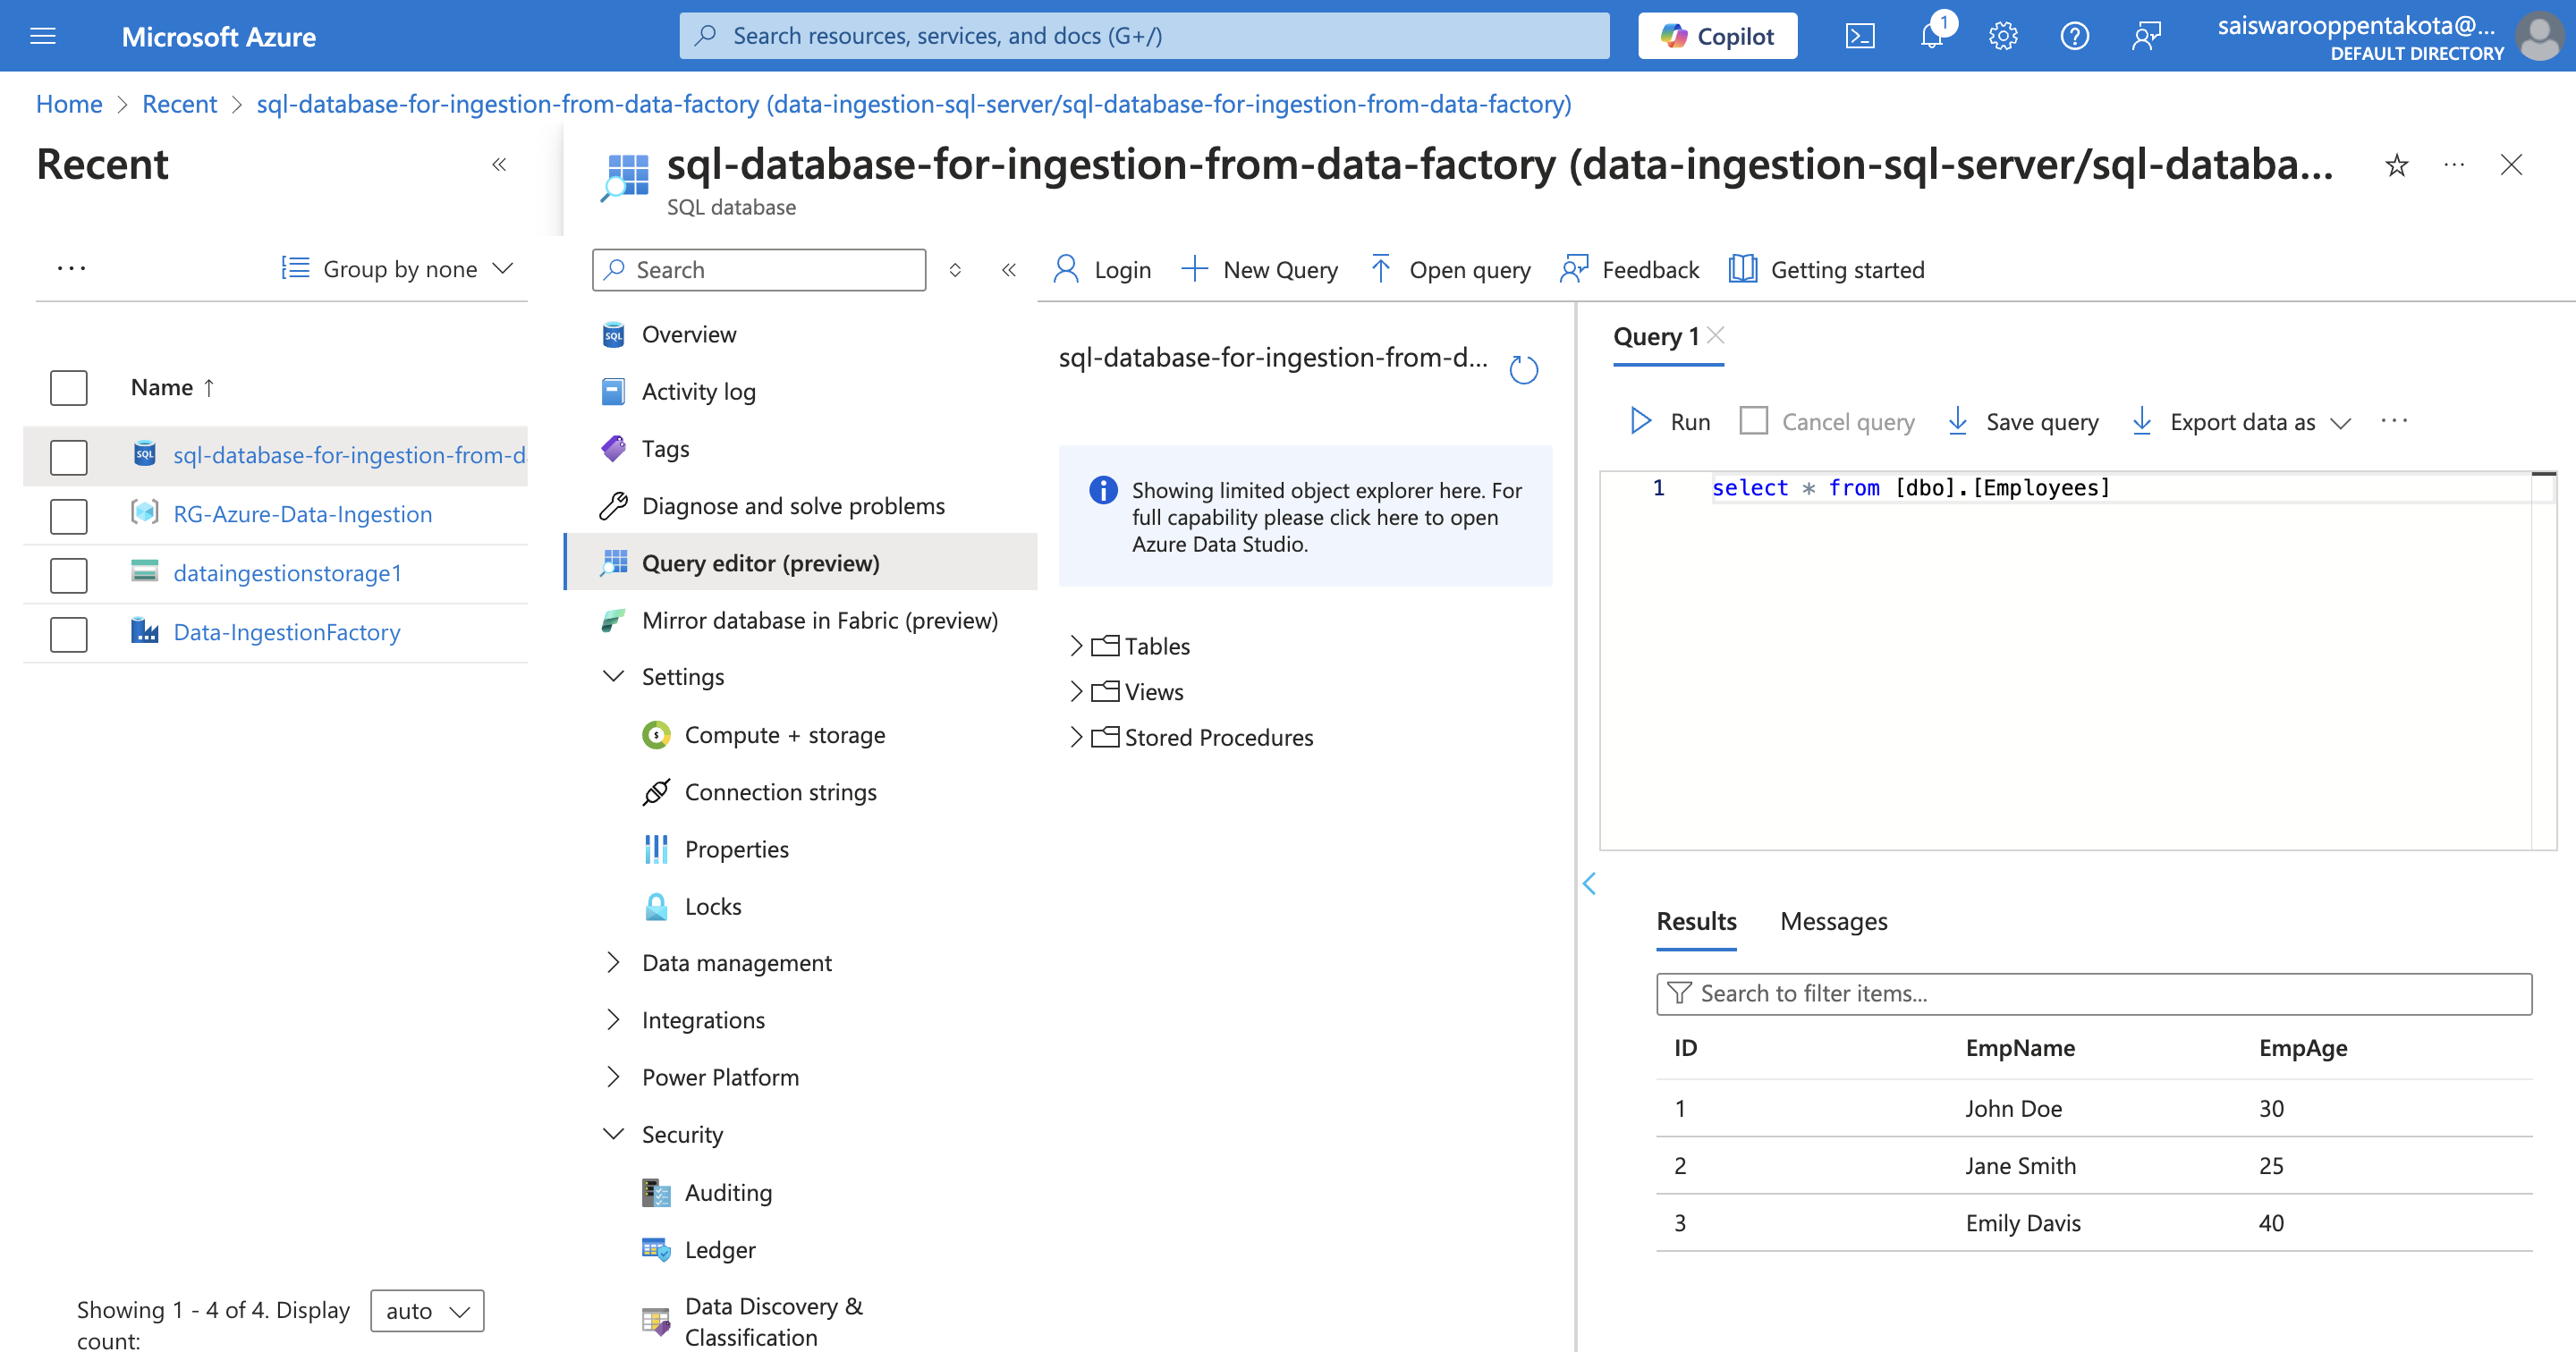 Microsoft Azure
Search resources, services, and docs (G+/)
Copilot
1
saiswarooppentakota@...
DEFAULT DIRECTORY
Home > Recent > sql-database-for-ingestion-from-data-factory (data-ingestion-sql-server/sql-database-for-ingestion-from-data-factory)
Recent
«
sql-database-for-ingestion-from-data-factory (data-ingestion-sql-server/sql-databa...
SQL database
...
Group by none
Name ↑
sql-database-for-ingestion-from-d
RG-Azure-Data-Ingestion
dataingestionstorage1
Data-IngestionFactory
Showing 1 - 4 of 4. Display
count:
auto
Search
Overview
Activity log
Tags
Diagnose and solve problems
Query editor (preview)
Mirror database in Fabric (preview)
Settings
Compute + storage
Connection strings
Properties
Locks
Data management
Integrations
Power Platform
Security
Auditing
Ledger
Data Discovery &
Classification
Login
New Query
Open query
Feedback
Getting started
sql-database-for-ingestion-from-d...
Showing limited object explorer here. For
full capability please click here to open
Azure Data Studio.
Tables
Views
Stored Procedures
Query 1
Run
Cancel query
Save query
Export data as
...
1 select * from [dbo].[Employees]
Results Messages
Search to filter items...
ID EmpName EmpAge
1 John Doe 30
2 Jane Smith 25
3 Emily Davis 40